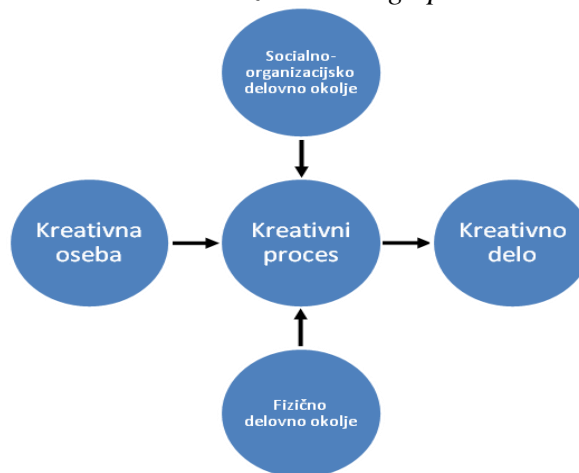 Socialno-
organizacijsko
delovno okolje
Kreativna
oseba
Kreativni
proces
Kreativno
delo
Fizično
delovno okolje